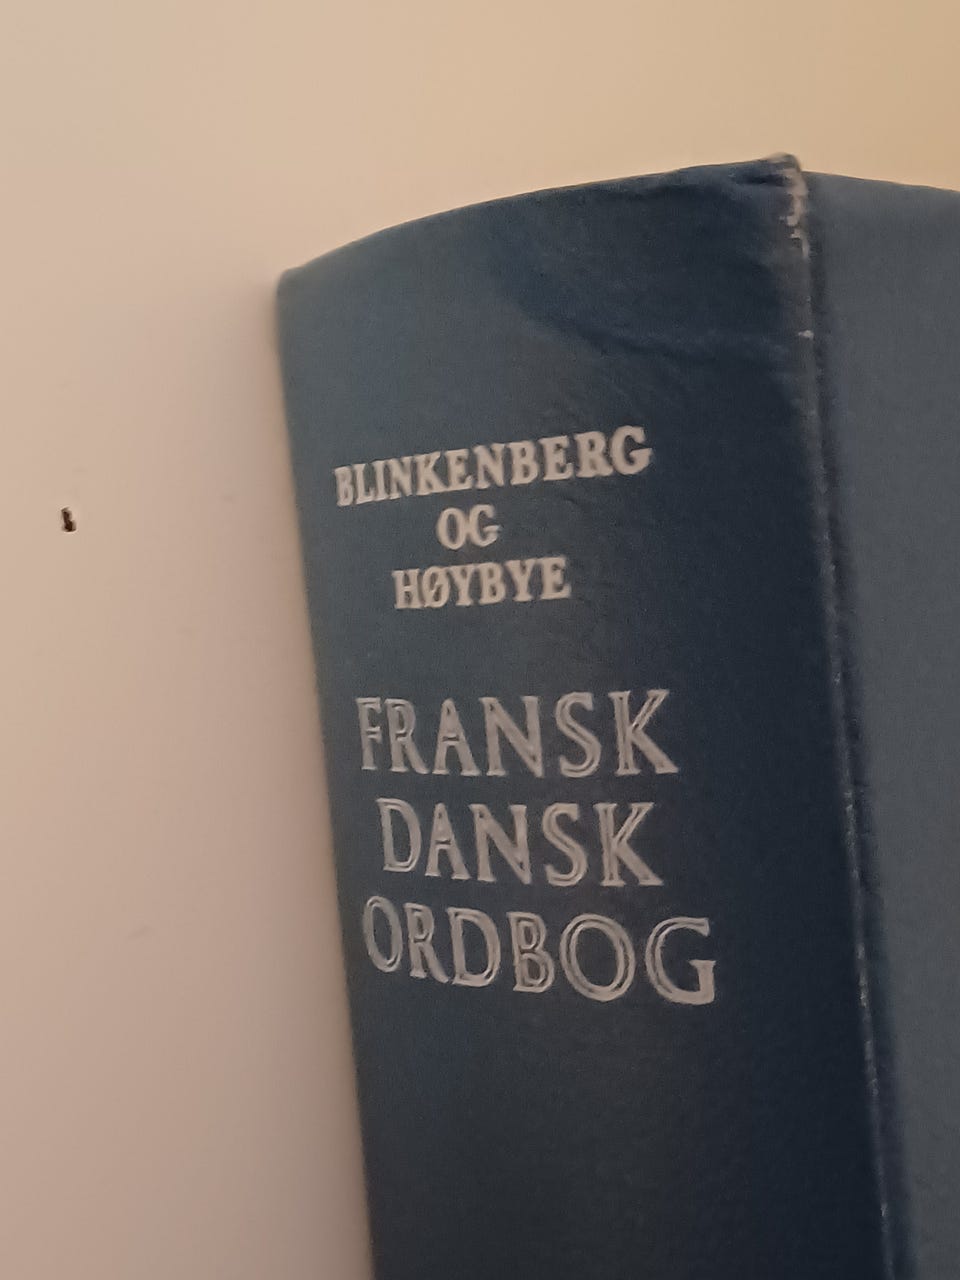 BLINKENBERG
OG
HØYBYE
FRANSK
DANSK
ORDBOG